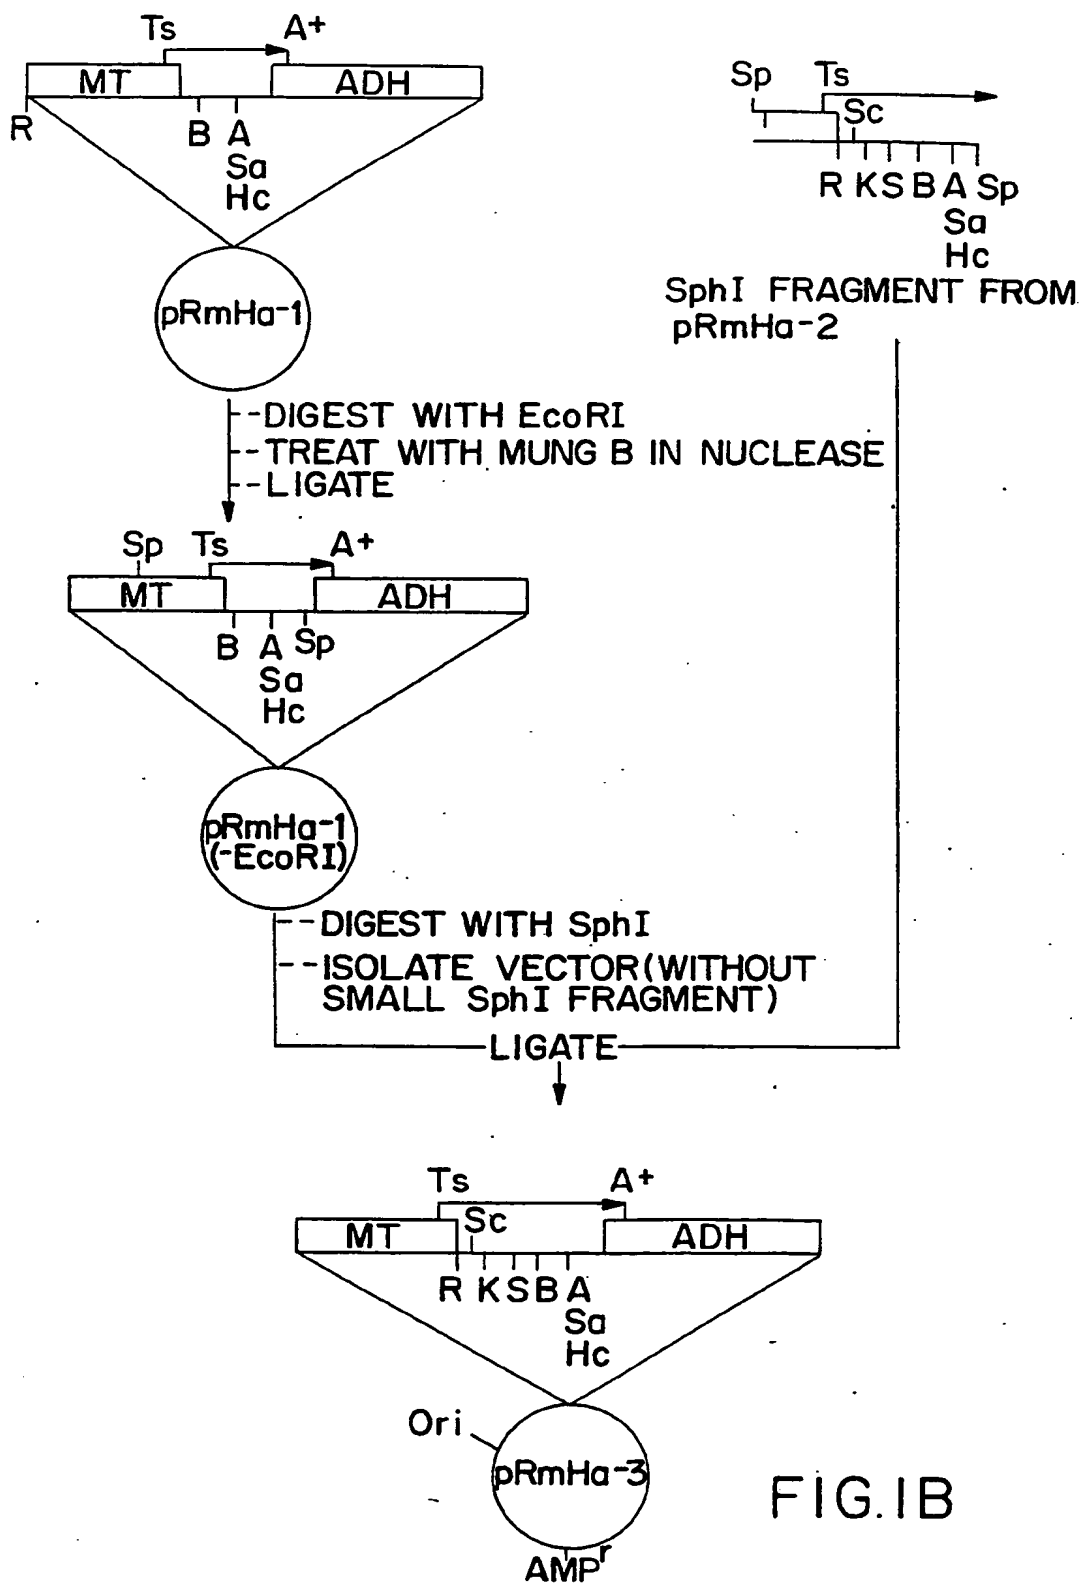 Ts A+
MT ADH
R B A
Sa
Hc
pRmHa-1
Sp Ts
Sc
R K S B A Sp
Sa
Hc
SphI FRAGMENT FROM
pRmHa-2
--DIGEST WITH EcoRI
--TREAT WITH MUNG B IN NUCLEASE
--LIGATE
Sp Ts A+
MT ADH
B A Sp
Sa
Hc
pRmHa-1
(-EcoRI)
--DIGEST WITH SphI
--ISOLATE VECTOR(WITHOUT
SMALL SphI FRAGMENT)
LIGATE
Ts A+
Sc
MT ADH
R K S B A
Sa
Hc
Ori
pRmHa-3
AMPr
FIG.1B